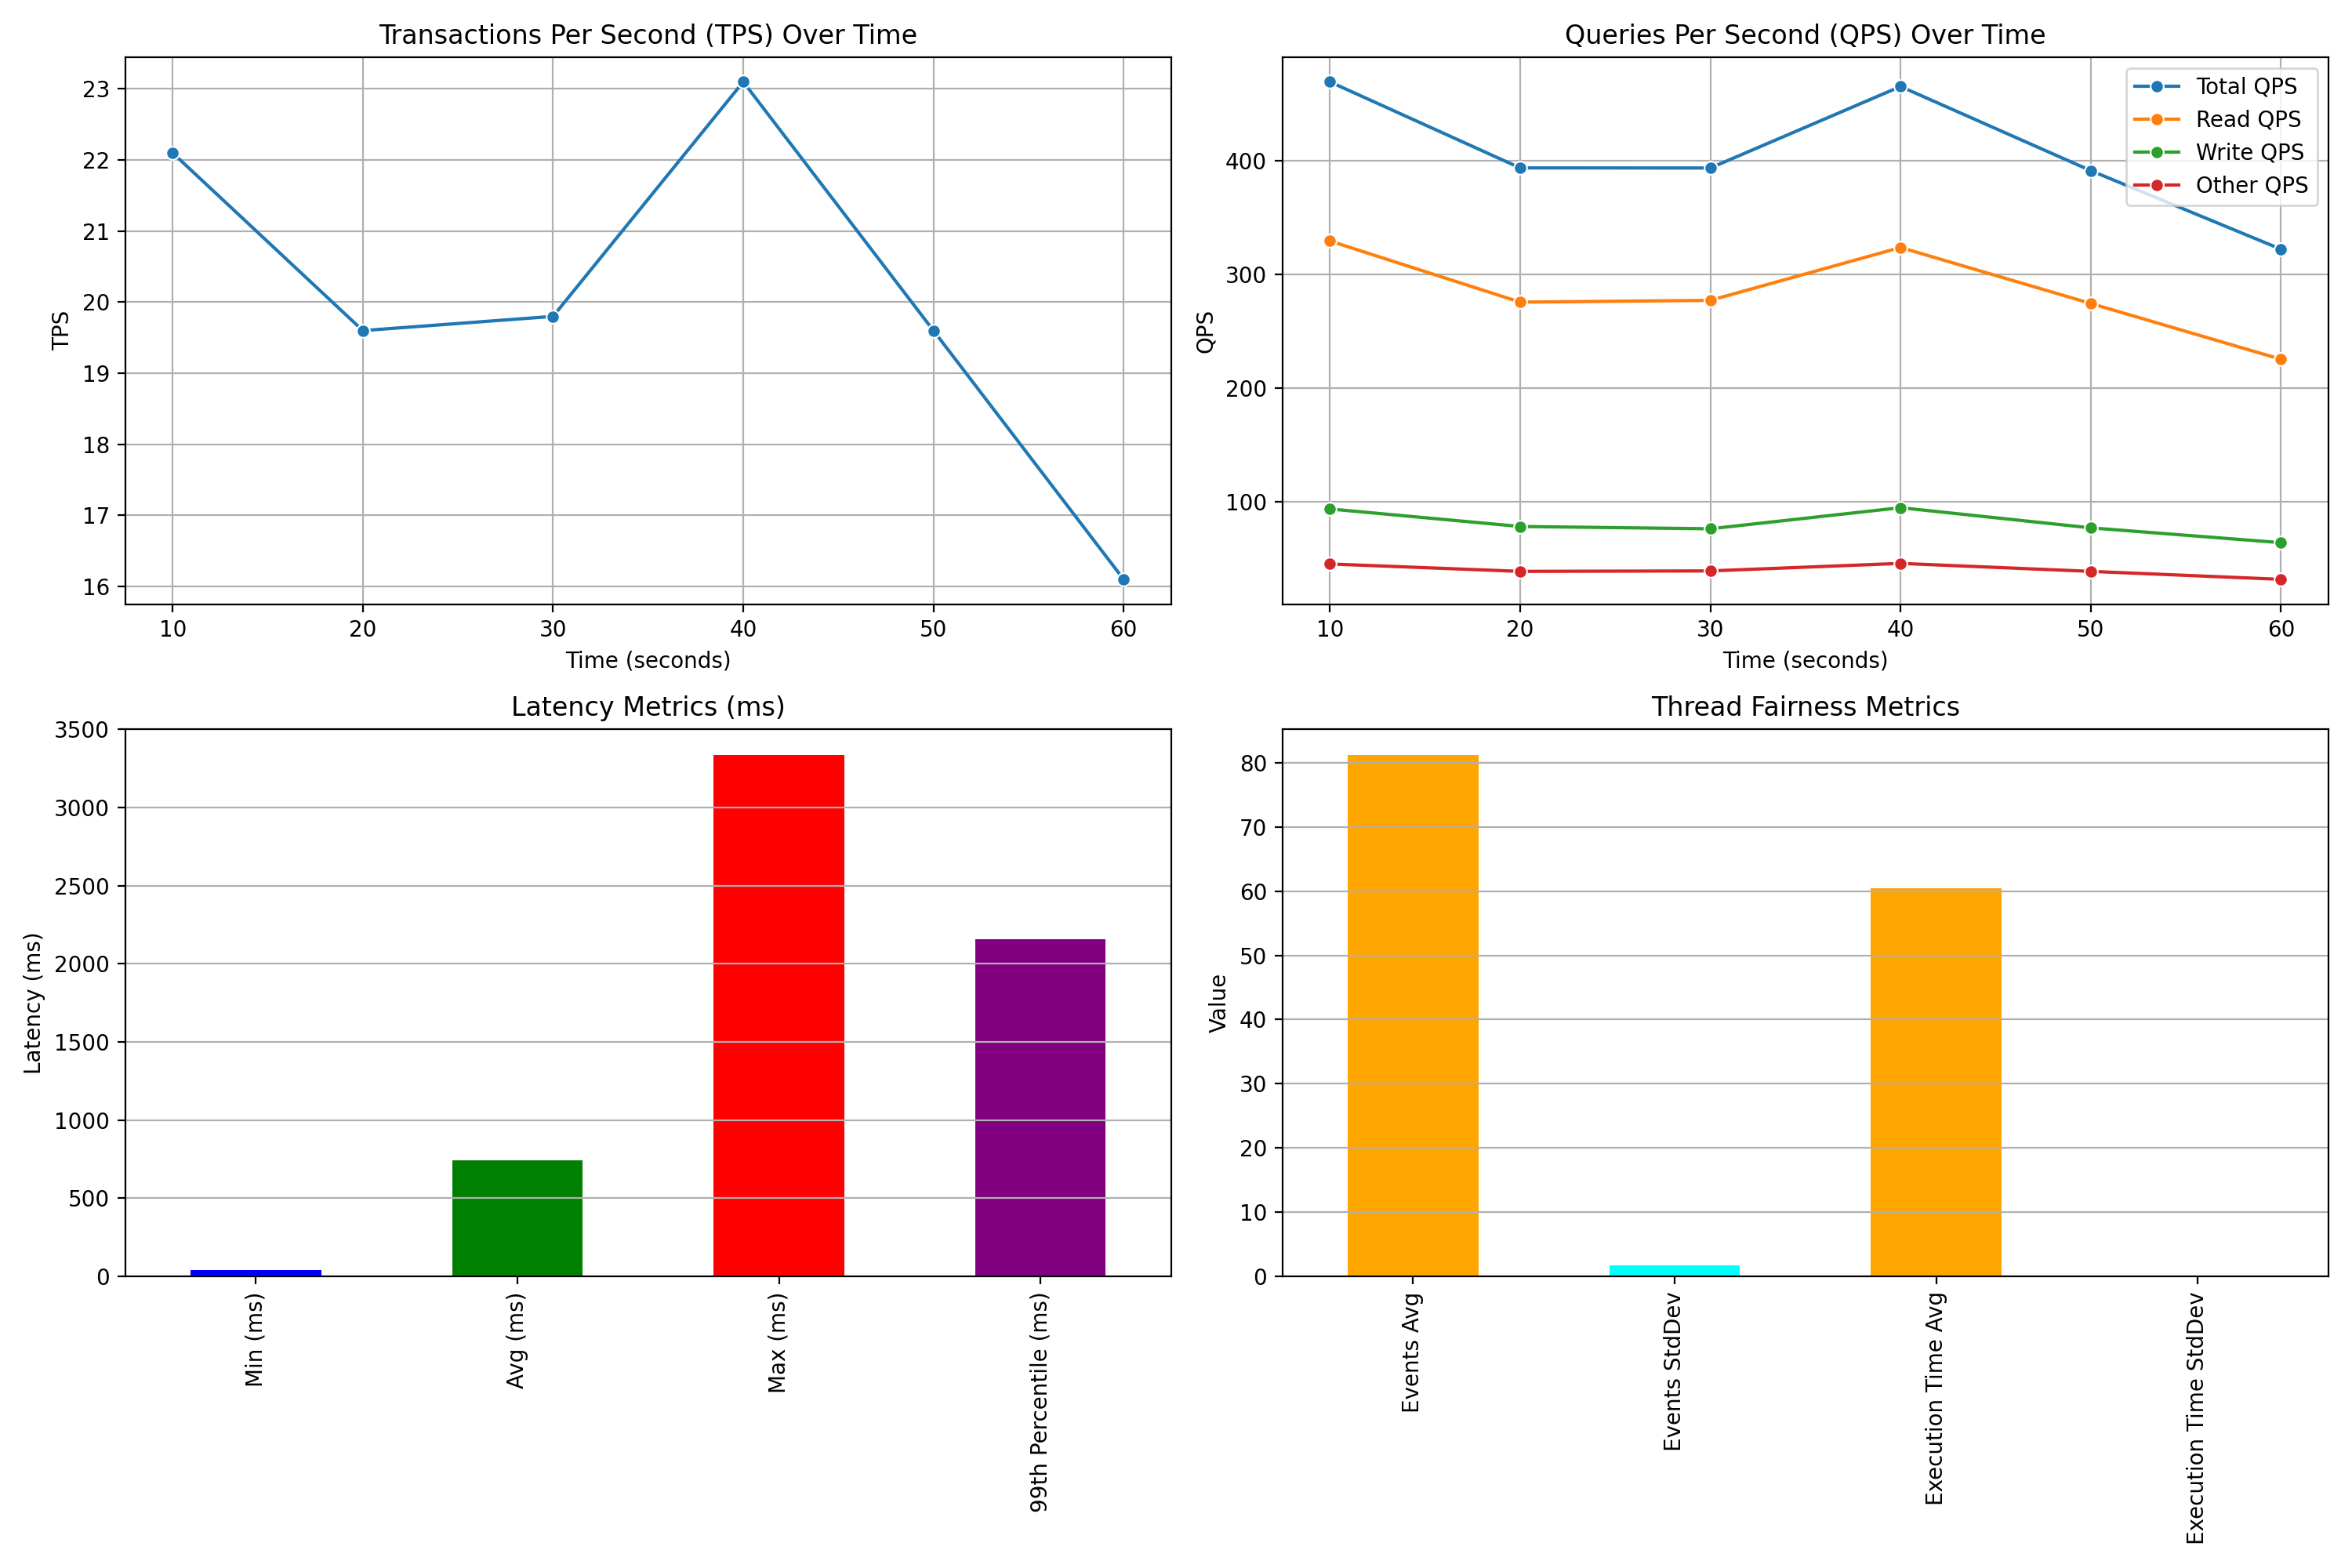 Transactions Per Second (TPS) Over Time
23
22
21
20
19
18
17
16
TPS
10 20 30 40 50 60
Time (seconds)
Queries Per Second (QPS) Over Time
Total QPS
Read QPS
Write QPS
Other QPS
400
300
200
100
QPS
10 20 30 40 50 60
Time (seconds)
Latency Metrics (ms)
3500
3000
2500
2000
1500
1000
500
0
Latency (ms)
Min (ms)
Avg (ms)
Max (ms)
99th Percentile (ms)
Thread Fairness Metrics
80
70
60
50
40
30
20
10
0
Value
Events Avg
Events StdDev
Execution Time Avg
Execution Time StdDev